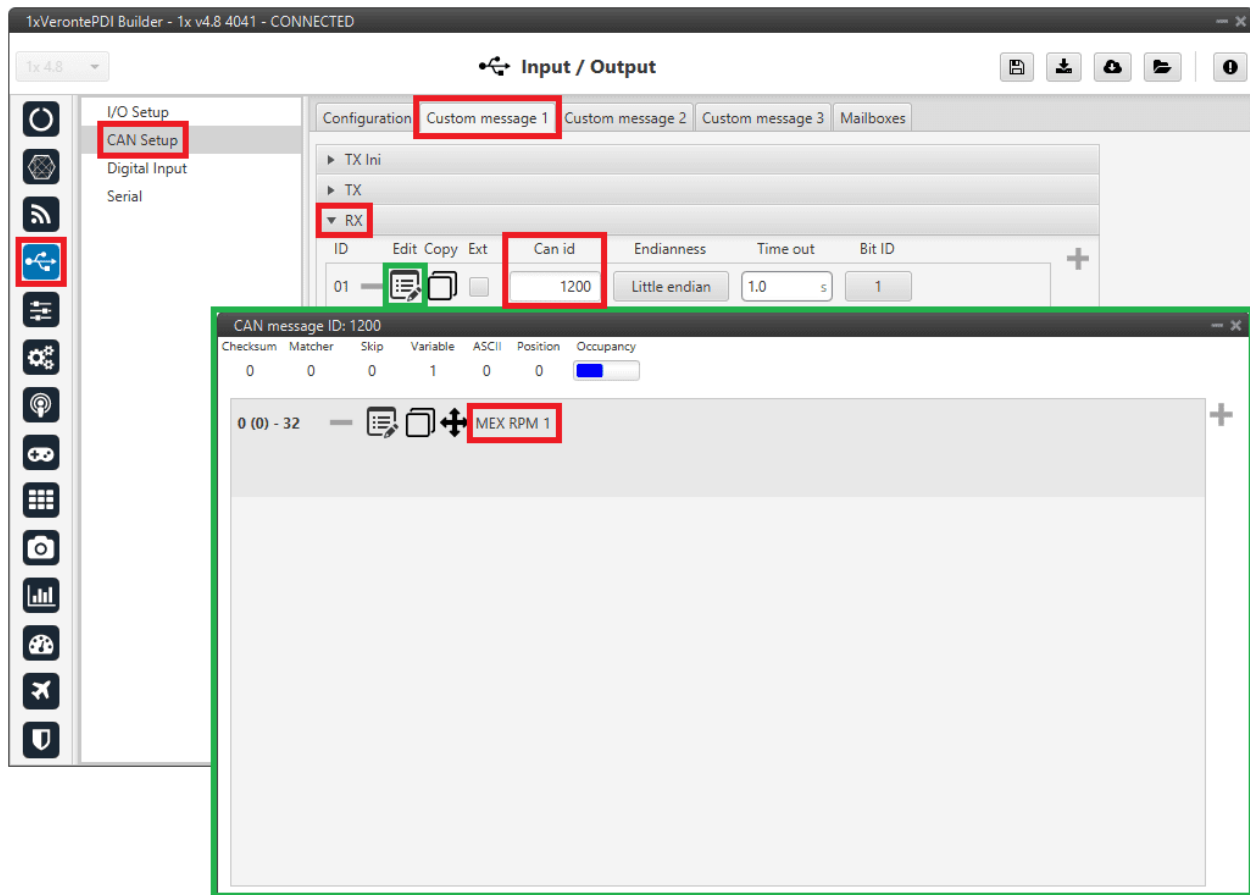 1xVerontePDI Builder - 1x v4.8 4041 - CONNECTED
1x 4.8
Input / Output
I/O Setup
CAN Setup
Digital Input
Serial
Configuration Custom message 1 Custom message 2 Custom message 3 Mailboxes
TX Ini
TX
RX
ID Edit Copy Ext Can id Endianness Time out Bit ID
01 1200 Little endian 1.0 s 1
CAN message ID: 1200
Checksum Matcher Skip Variable ASCII Position Occupancy
0 0 0 1 0 0
0 (0) - 32 MEX RPM 1